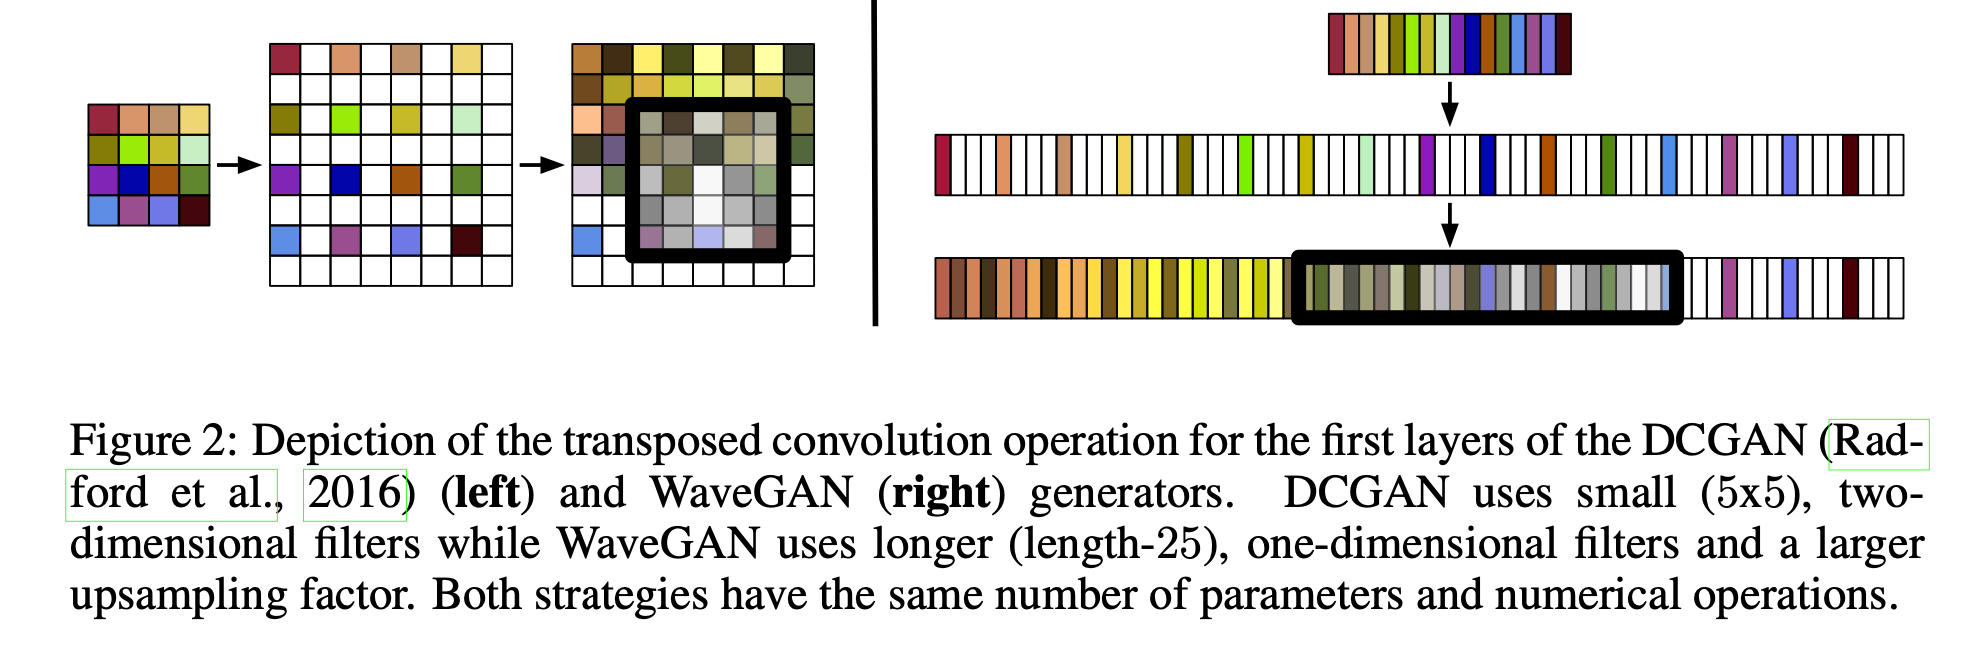 Figure 2: Depiction of the transposed convolution operation for the first layers of the DCGAN (Rad-
ford et al., 2016) (left) and WaveGAN (right) generators. DCGAN uses small (5x5), two-
dimensional filters while WaveGAN uses longer (length-25), one-dimensional filters and a larger
upsampling factor. Both strategies have the same number of parameters and numerical operations.